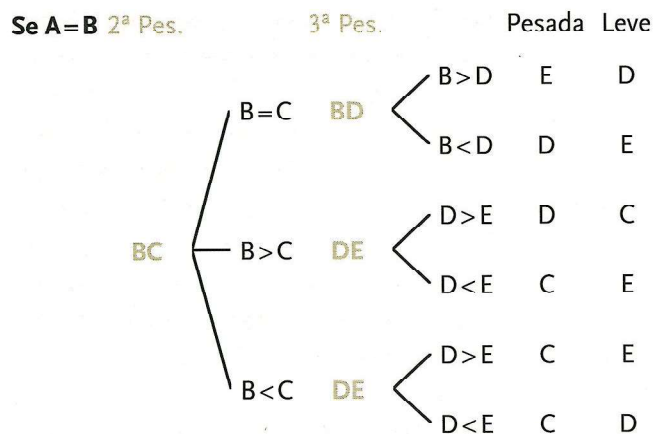 Se A=B 2ª Pes. 3ª Pes. Pesada Leve
B>D E D
B=C BD
B<D D E
D>E D C
BC B>C DE
D<E C E
D>E C E
B<C DE
D<E C D